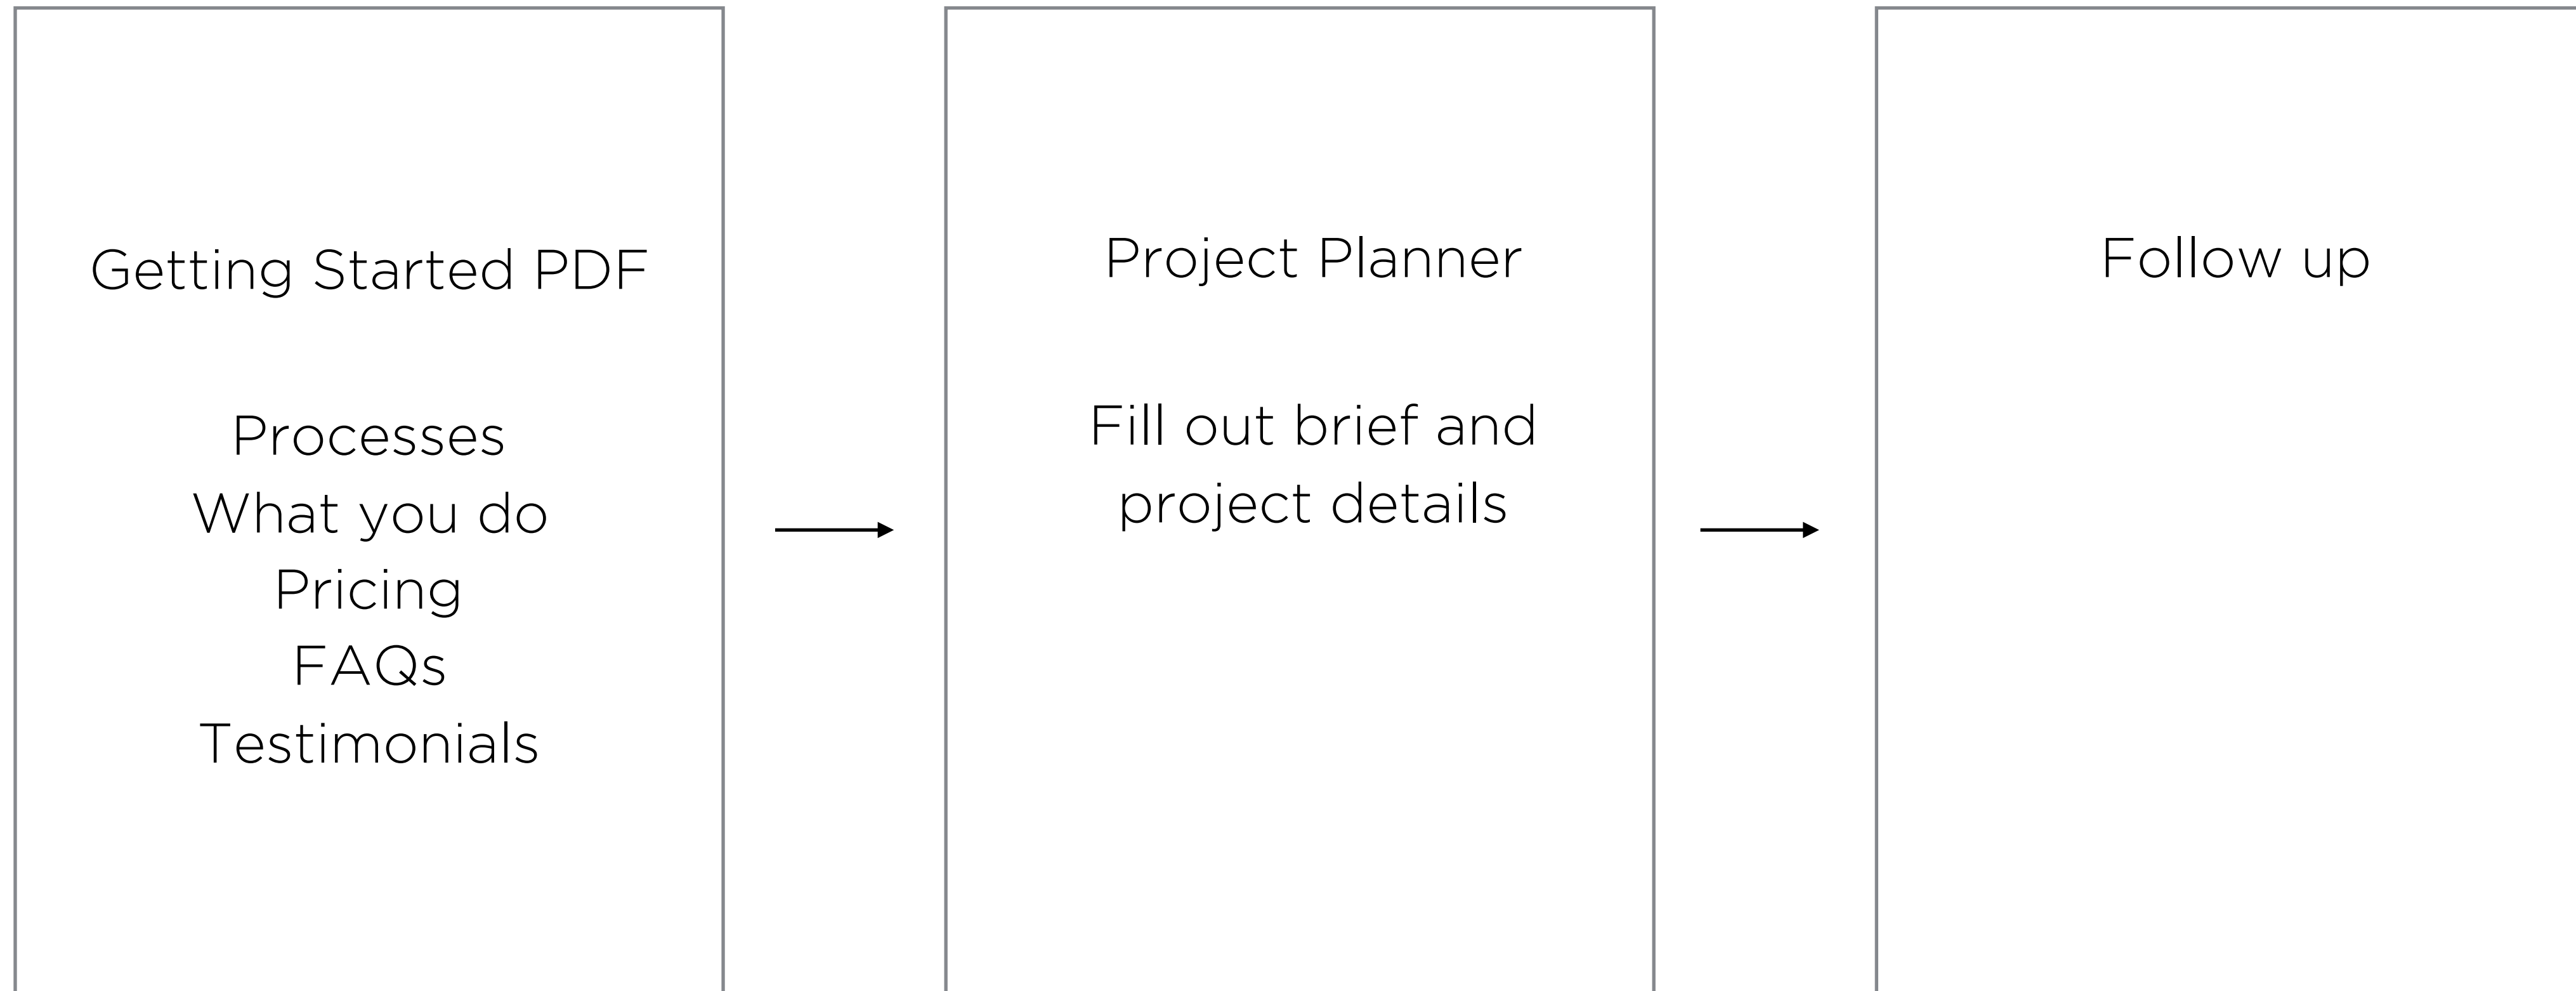 Getting Started PDF
Processes
What you do
Pricing
FAQs
Testimonials
Project Planner
Fill out brief and
project details
Follow up